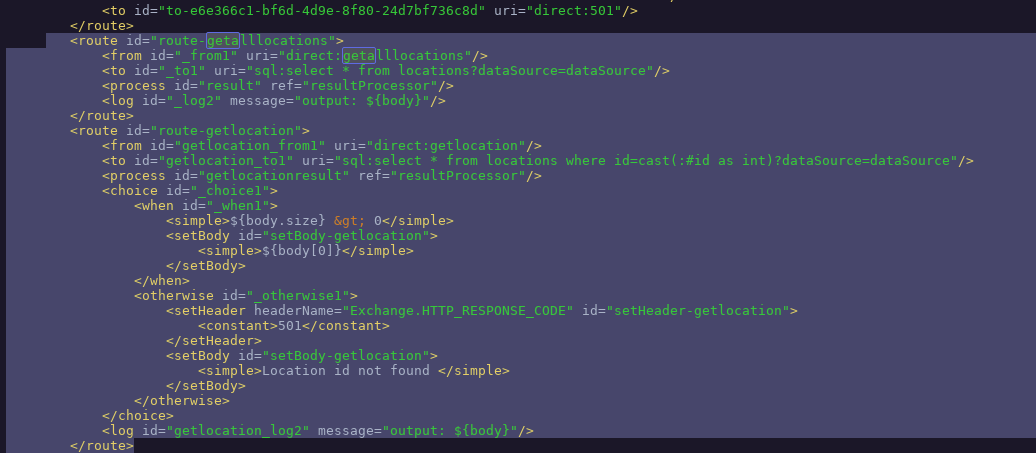 <to id="to-e6e366c1-bf6d-4d9e-8f80-24d7bf736c8d" uri="direct:501"/>
</route>
<route id="route-getalllocations">
<from id="_from1" uri="direct:getalllocations"/>
<to id="_to1" uri="sql:select * from locations?dataSource=dataSource"/>
<process id="result" ref="resultProcessor"/>
<log id="_log2" message="output: ${body}"/>
</route>
<route id="route-getlocation">
<from id="getlocation_from1" uri="direct:getlocation"/>
<to id="getlocation_to1" uri="sql:select * from locations where id=cast(:#id as int)?dataSource=dataSource"/>
<process id="getlocationresult" ref="resultProcessor"/>
<choice id="_choice1">
<when id="_when1">
<simple>${body.size} &gt; 0</simple>
<setBody id="setBody-getlocation">
<simple>${body[0]}</simple>
</setBody>
</when>
<otherwise id="_otherwise1">
<setHeader headerName="Exchange.HTTP_RESPONSE_CODE" id="setHeader-getlocation">
<constant>501</constant>
</setHeader>
<setBody id="setBody-getlocation">
<simple>Location id not found </simple>
</setBody>
</otherwise>
</choice>
<log id="getlocation_log2" message="output: ${body}"/>
</route>